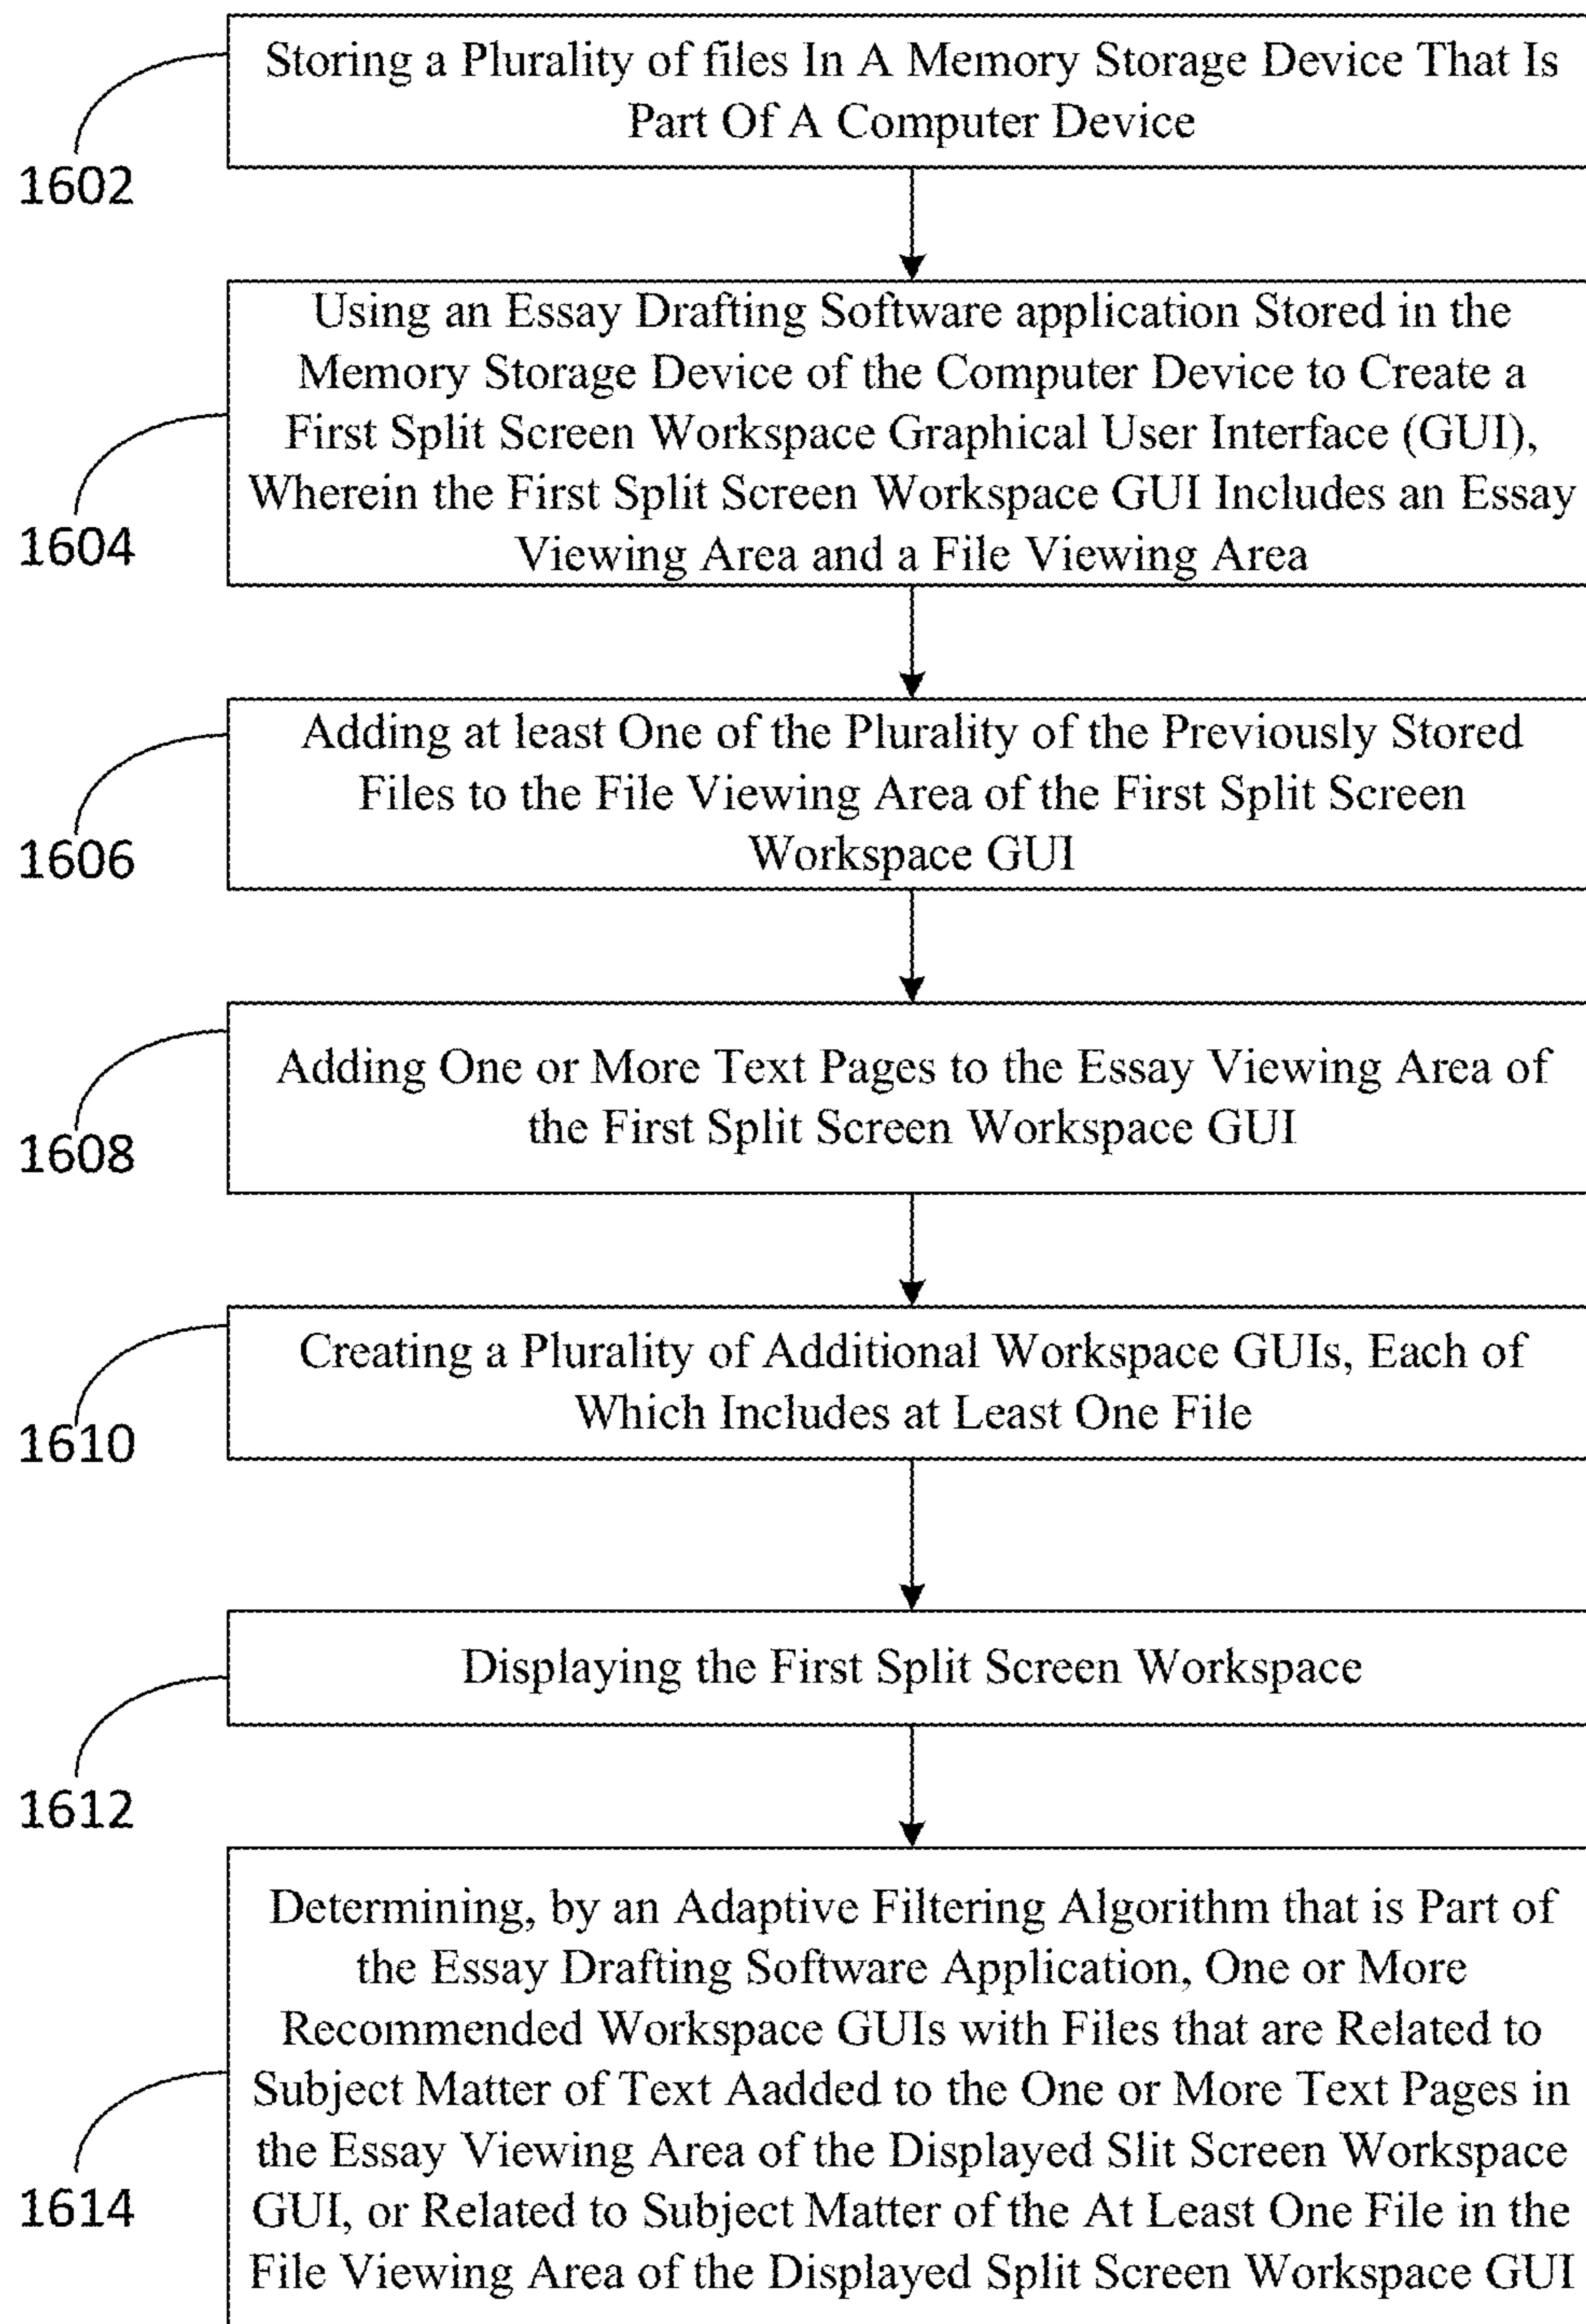 Storing a Plurality of files In A Memory Storage Device That Is
Part Of A Computer Device
1602
Using an Essay Drafting Software application Stored in the
Memory Storage Device of the Computer Device to Create a
First Split Screen Workspace Graphical User Interface (GUI),
Wherein the First Split Screen Workspace GUI Includes an Essay
Viewing Area and a File Viewing Area
1604
Adding at least One of the Plurality of the Previously Stored
Files to the File Viewing Area of the First Split Screen
Workspace GUI
1606
Adding One or More Text Pages to the Essay Viewing Area of
the First Split Screen Workspace GUI
1608
Creating a Plurality of Additional Workspace GUIs, Each of
Which Includes at Least One File
1610
Displaying the First Split Screen Workspace
1612
Determining, by an Adaptive Filtering Algorithm that is Part of
the Essay Drafting Software Application, One or More
Recommended Workspace GUIs with Files that are Related to
Subject Matter of Text Aadded to the One or More Text Pages in
the Essay Viewing Area of the Displayed Slit Screen Workspace
GUI, or Related to Subject Matter of the At Least One File in the
File Viewing Area of the Displayed Split Screen Workspace GUI
1614